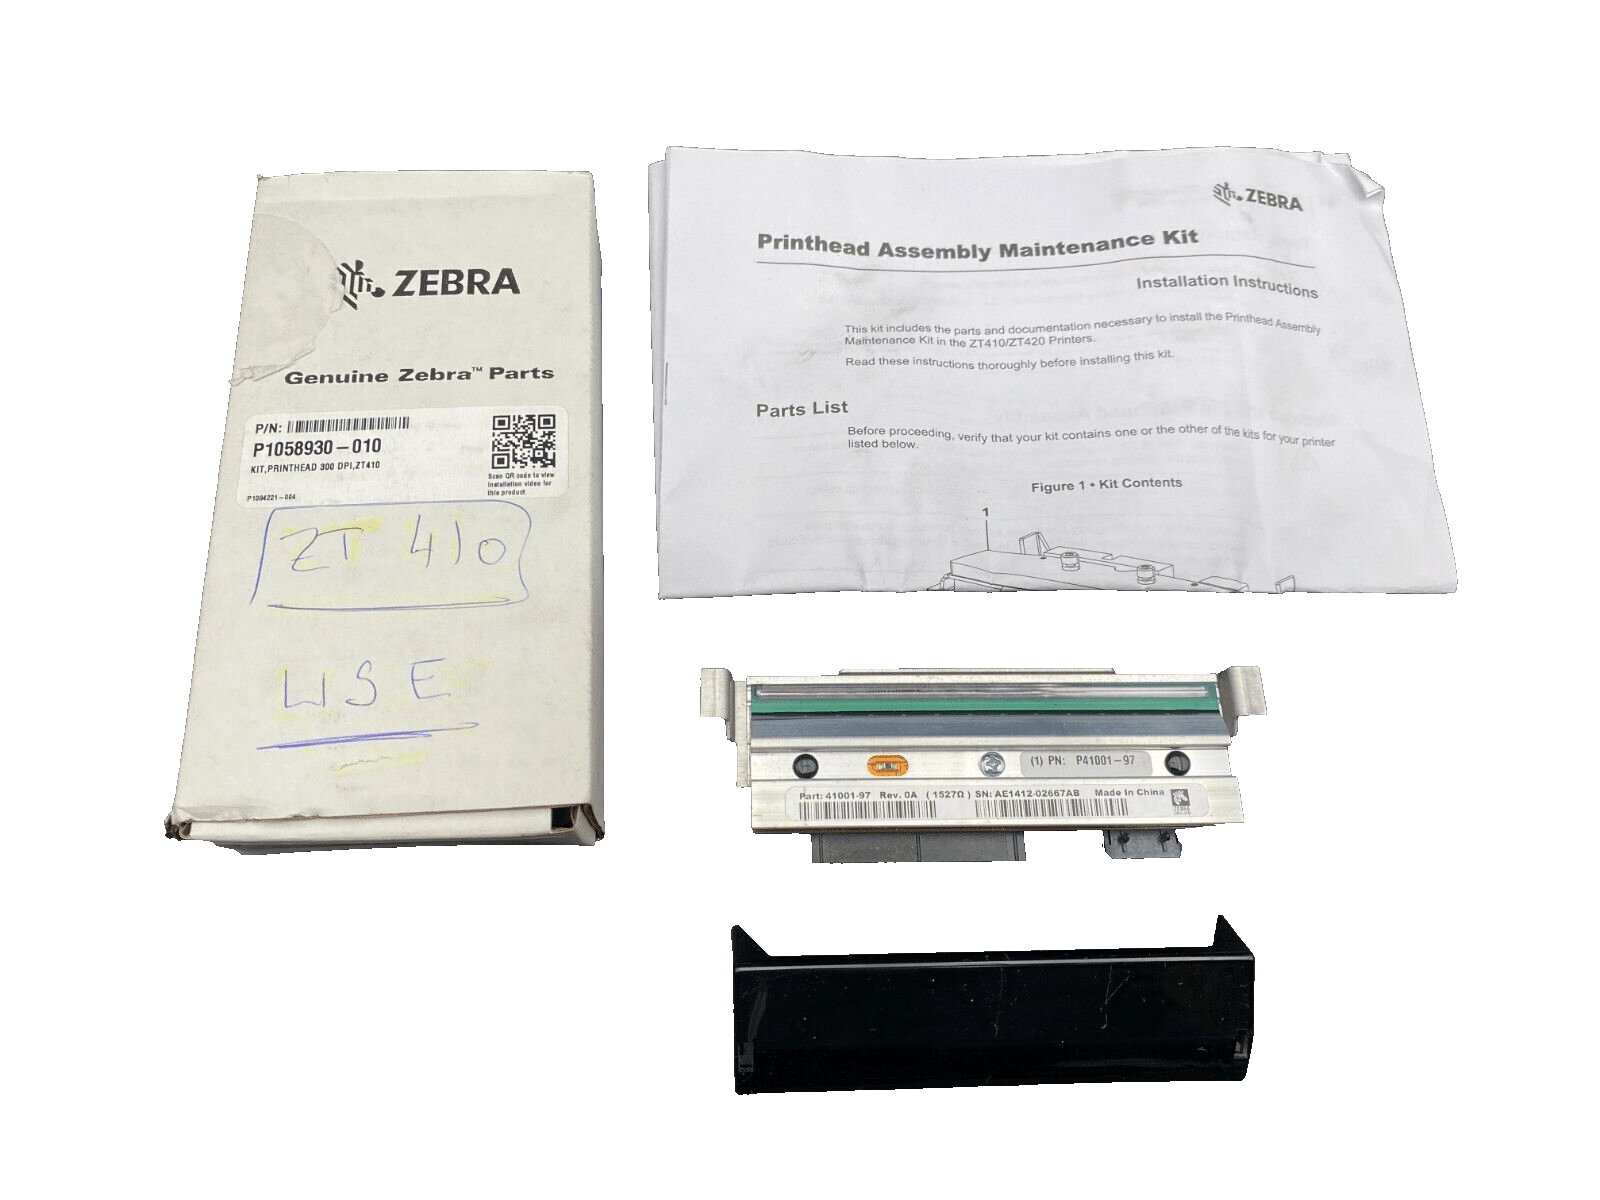 ZEBRA
Genuine Zebra™ Parts
P/N:
P1058930-010
KIT,PRINTHEAD 300 DPI,ZT410
P1084221-004
Scan QR code to view
installation video for
this product
ZT 410
WSE
ZEBRA
Printhead Assembly Maintenance Kit
Installation Instructions
This kit includes the parts and documentation necessary to install the Printhead Assembly
Maintenance Kit in the ZT410/ZT420 Printers.
Read these instructions thoroughly before installing this kit.
Parts List
Before proceeding, verify that your kit contains one or the other of the kits for your printer
listed below.
Figure 1 • Kit Contents
1
(1) PN: P41001-97
Part: 41001-97 Rev. 0A (1527Ω) SN: AE1412-02667AB Made In China
ZEBRA